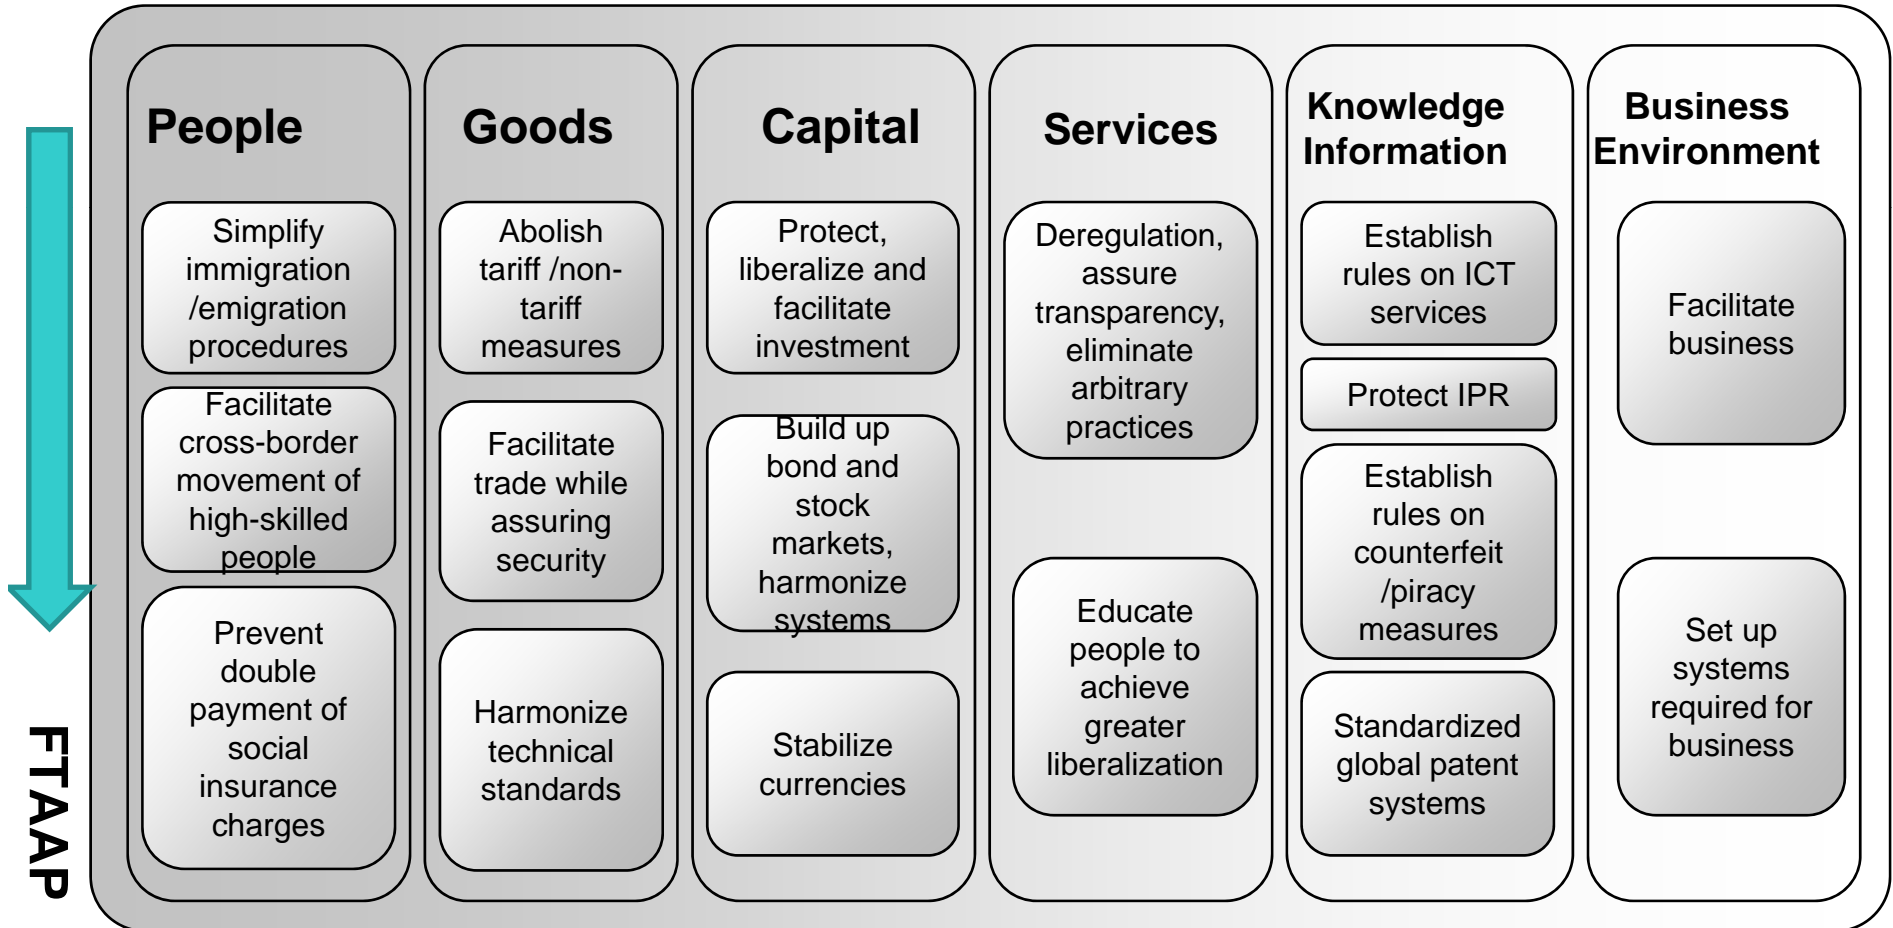 People
Simplify
immigration
/emigration
procedures
Facilitate
cross-border
movement of
high-skilled
people
Prevent
double
payment of
social
insurance
charges
Goods
Abolish
tariff /non-
tariff
measures
Facilitate
trade while
assuring
security
Harmonize
technical
standards
Capital
Protect,
liberalize and
facilitate
investment
Build up
bond and
stock
markets,
harmonize
systems
Stabilize
currencies
Services
Deregulation,
assure
transparency,
eliminate
arbitrary
practices
Educate
people to
achieve
greater
liberalization
Knowledge
Information
Establish
rules on ICT
services
Protect IPR
Establish
rules on
counterfeit
/piracy
measures
Standardized
global patent
systems
Business
Environment
Facilitate
business
Set up
systems
required for
business
FTAAP